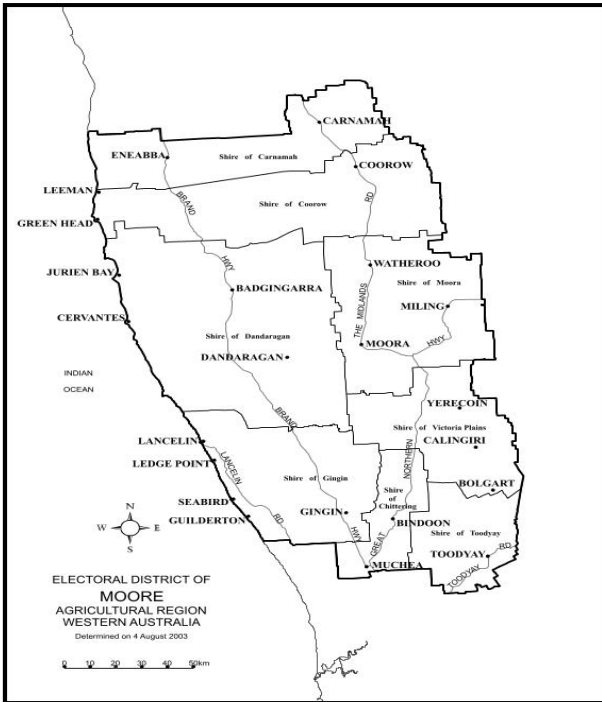 CARNAMAH
ENEABBA
Shire of Carnamah
COOROW
LEEMAN
BRAND
RD
Shire of Coorow
GREEN HEAD
HWY
WATHEROO
JURIEN BAY
Shire of Moora
BADGINGARRA
MILING
THE MIDLANDS
CERVANTES
Shire of Dandaragan
HWY
MOORA
DANDARAGAN
INDIAN
OCEAN
YERECOIN
BRAND
Shire of Victoria Plains
LANCELIN
CALINGIRI
LEDGE POINT
LANCELIN
NORTHERN
Shire of Gingin
BOLGART
SEABIRD
Shire
of
Chittering
N
GINGIN
GUILDERTON
RD
BINDOON
W E
Shire of Toodyay
S
HWY
GREAT
TOODYAY
RD
MUCHEA
TOODYAY
ELECTORAL DISTRICT OF
MOORE
AGRICULTURAL REGION
WESTERN AUSTRALIA
Determined on 4 August 2003
0 10 20 30 40 50km